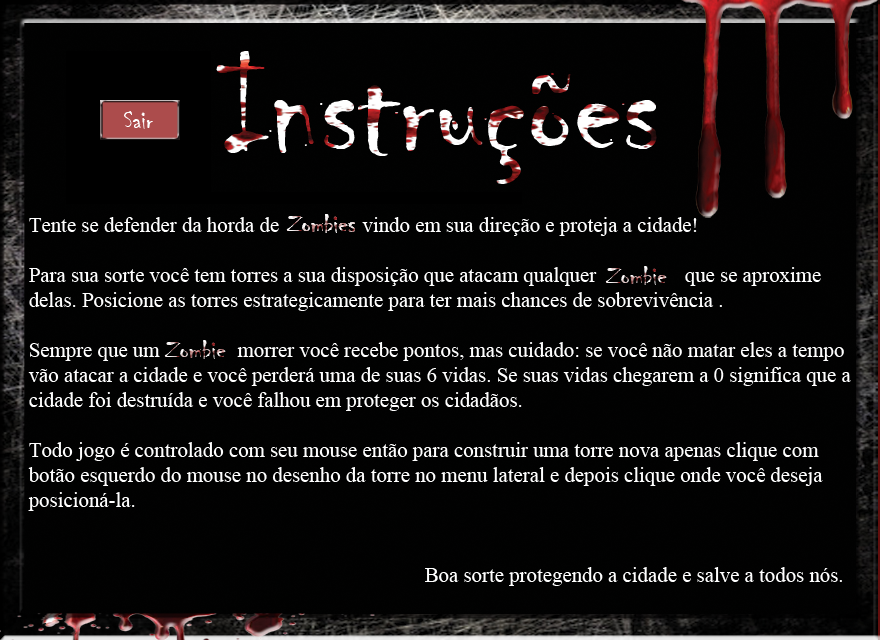 Sair
Instruções
Tente se defender da horda de Zombies vindo em sua direção e proteja a cidade!
Para sua sorte você tem torres a sua disposição que atacam qualquer Zombie que se aproxime
delas. Posicione as torres estrategicamente para ter mais chances de sobrevivência .
Sempre que um Zombie morrer você recebe pontos, mas cuidado: se você não matar eles a tempo
vão atacar a cidade e você perderá uma de suas 6 vidas. Se suas vidas chegarem a 0 significa que a
cidade foi destruída e você falhou em proteger os cidadãos.
Todo jogo é controlado com seu mouse então para construir uma torre nova apenas clique com
botão esquerdo do mouse no desenho da torre no menu lateral e depois clique onde você deseja
posicioná-la.
Boa sorte protegendo a cidade e salve a todos nós.